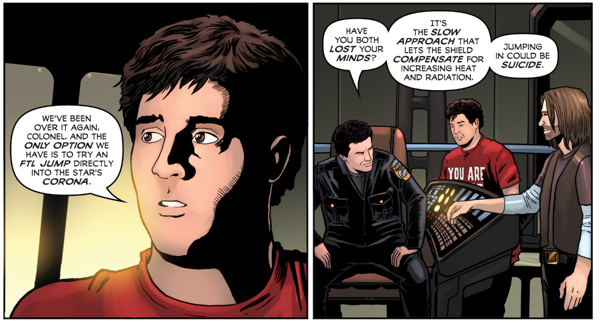 WE'VE BEEN
OVER IT AGAIN,
COLONEL, AND THE
ONLY OPTION WE
HAVE IS TO TRY AN
FTL JUMP DIRECTLY
INTO THE STAR'S
CORONA.
HAVE
YOU BOTH
LOST YOUR
MINDS?
IT'S
THE SLOW
APPROACH THAT
LETS THE SHIELD
COMPENSATE FOR
INCREASING HEAT
AND RADIATION.
JUMPING
IN COULD BE
SUICIDE.
YOU ARE